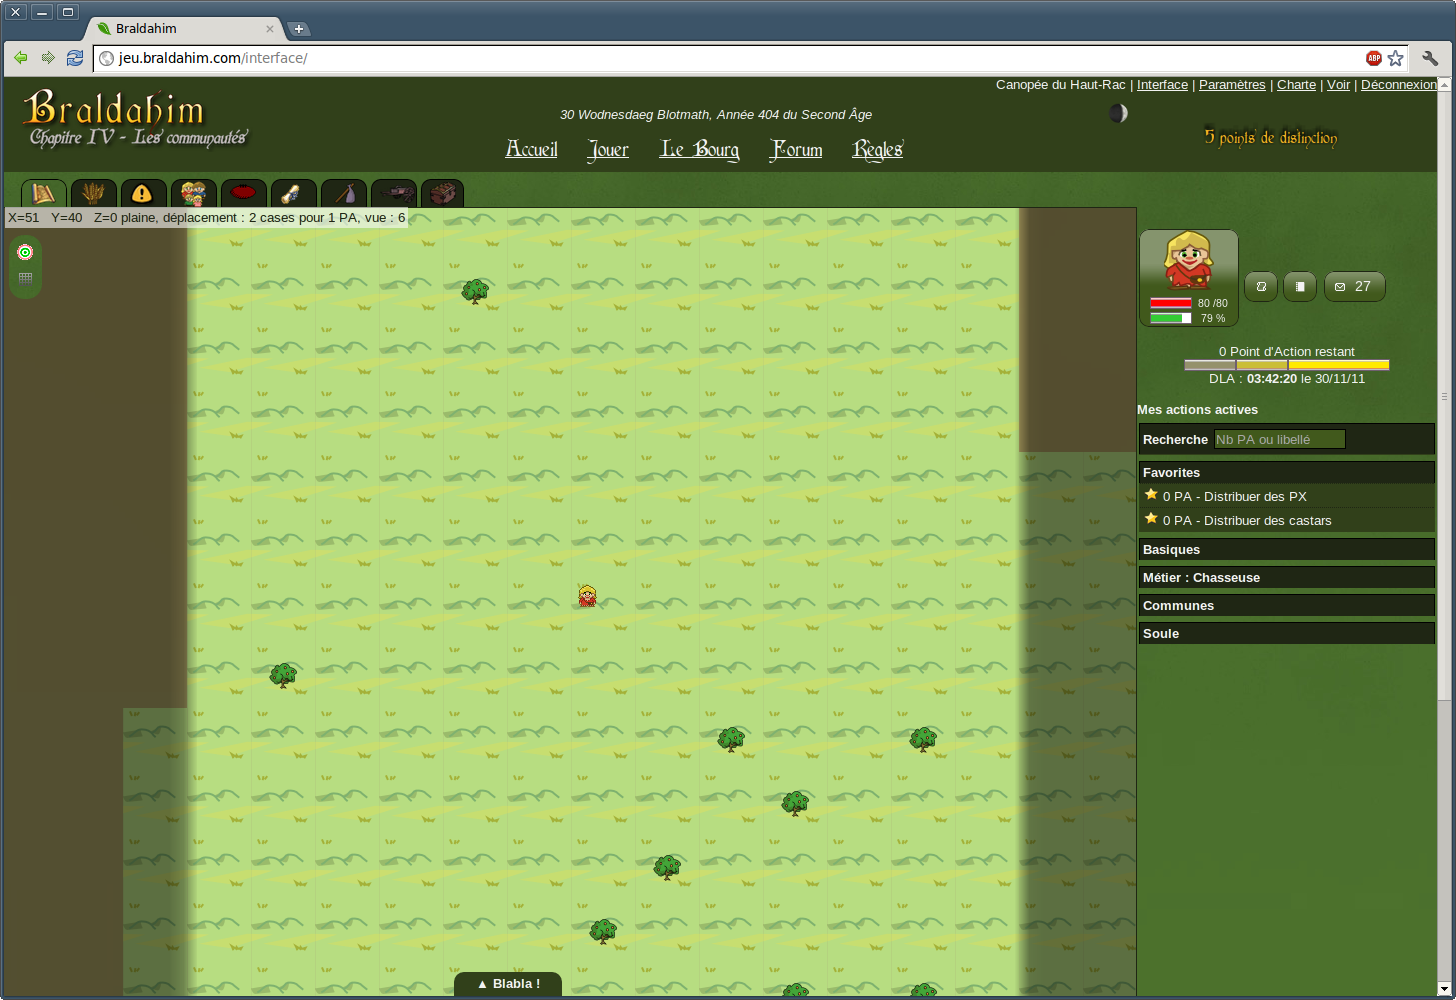 Braldahim
jeu.braldahim.com/interface/
ABP
Canopée du Haut-Rac | Interface | Paramètres | Charte | Voir | Déconnexion
Braldahim
Chapitre IV - Les communautés
30 Wodnesdaeg Blotmath, Année 404 du Second Âge
5 points de distinction
Accueil Jouer Le Bourg Forum Règles
X=51 Y=40 Z=0 plaine, déplacement : 2 cases pour 1 PA, vue : 6
80 /80
79 %
27
0 Point d'Action restant
DLA : 03:42:20 le 30/11/11
Mes actions actives
Recherche Nb PA ou libellé
Favorites
0 PA - Distribuer des PX
0 PA - Distribuer des castars
Basiques
Métier : Chasseuse
Communes
Soule
▲ Blabla !